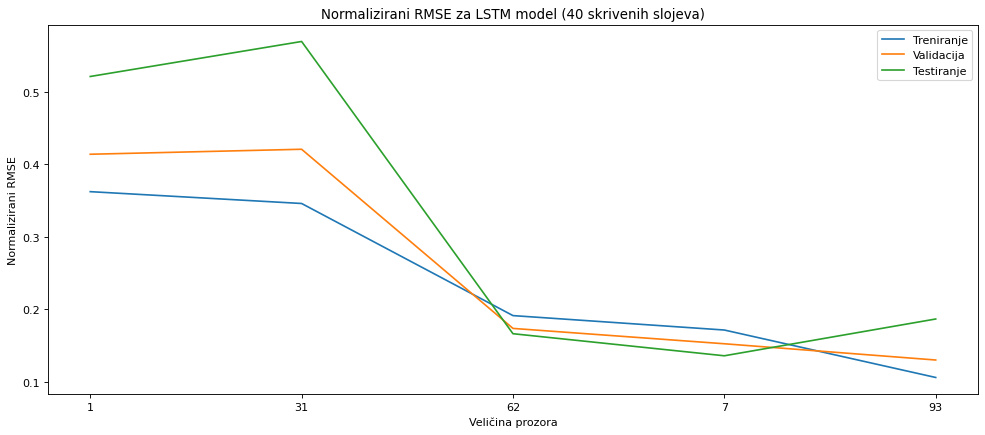 Normalizirani RMSE za LSTM model (40 skrivenih slojeva)
Treniranje
Validacija
Testiranje
Normalizirani RMSE
0.5
0.4
0.3
0.2
0.1
1 31 62 7 93
Veličina prozora